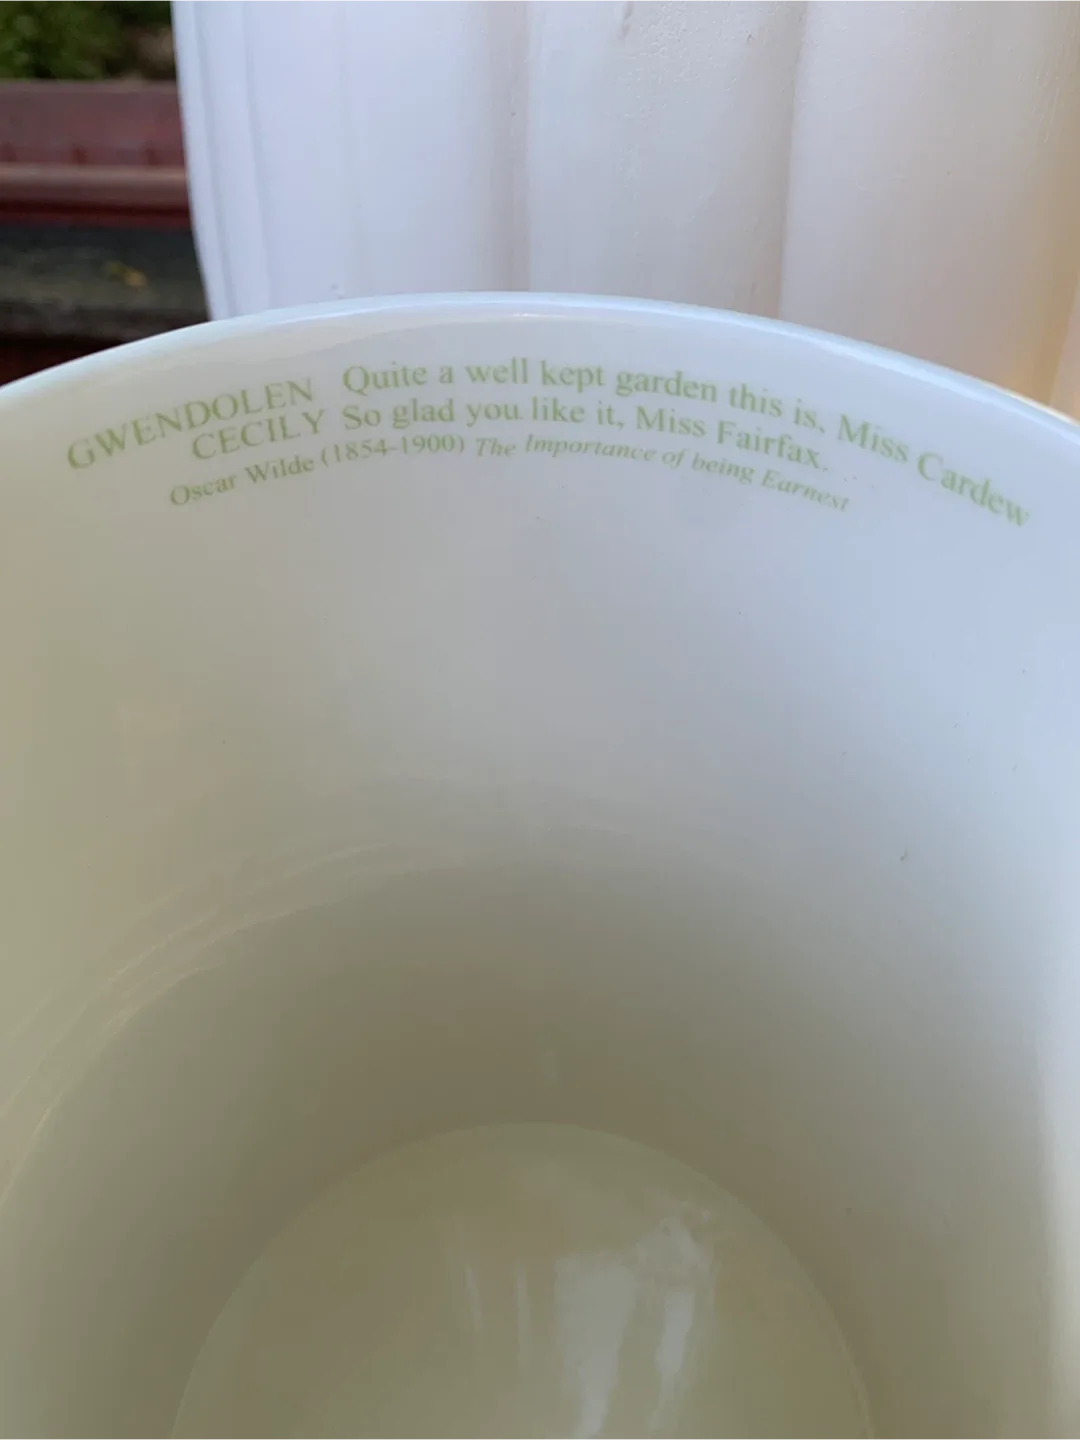 GWENDOLEN Quite a well kept garden this is, Miss Cardew
CECILY So glad you like it, Miss Fairfax.
Oscar Wilde (1854-1900) The Importance of being Earnest